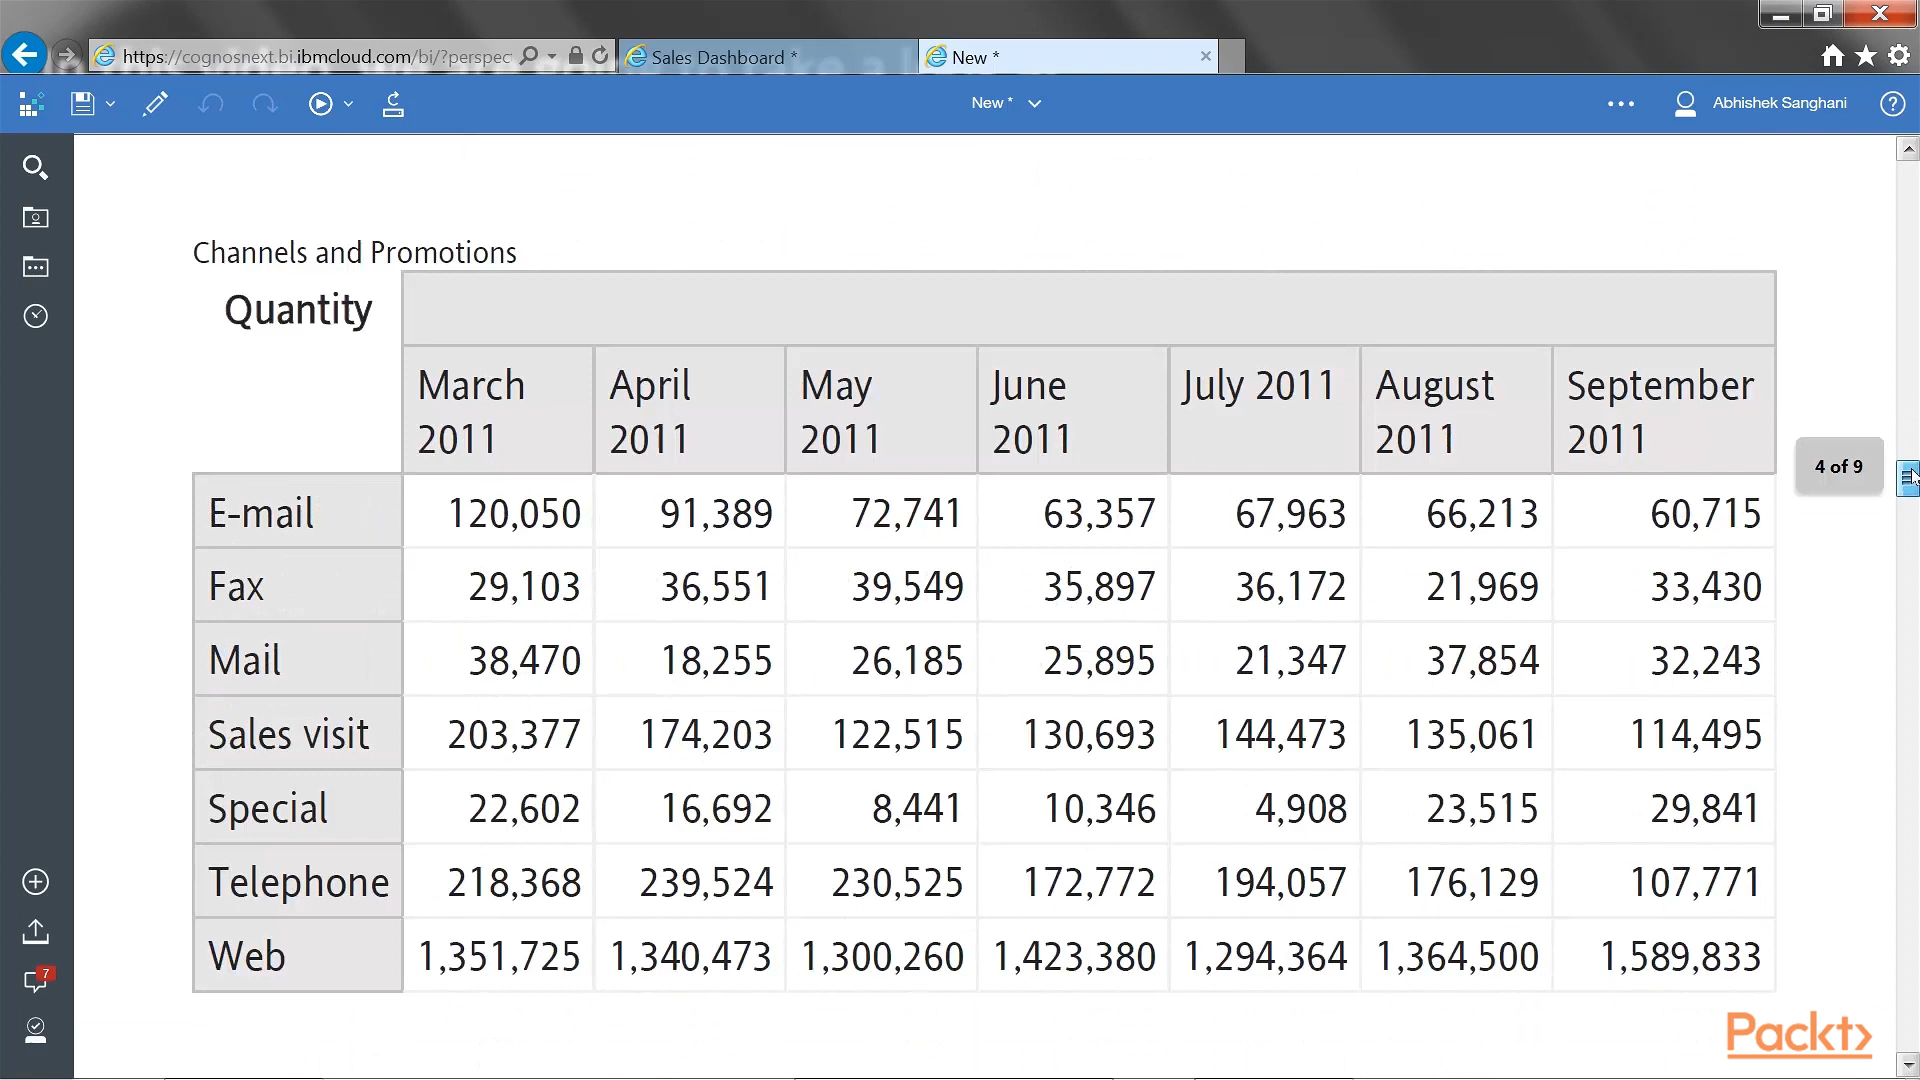 https://cognosnext.bi.ibmcloud.com/bi/?perspec
Sales Dashboard *
New *
New *
Abhishek Sanghani
Channels and Promotions
Quantity
March 2011 April 2011 May 2011 June 2011 July 2011 August 2011 September 2011
E-mail 120,050 91,389 72,741 63,357 67,963 66,213 60,715
4 of 9
Fax 29,103 36,551 39,549 35,897 36,172 21,969 33,430
Mail 38,470 18,255 26,185 25,895 21,347 37,854 32,243
Sales visit 203,377 174,203 122,515 130,693 144,473 135,061 114,495
Special 22,602 16,692 8,441 10,346 4,908 23,515 29,841
Telephone 218,368 239,524 230,525 172,772 194,057 176,129 107,771
Web 1,351,725 1,340,473 1,300,260 1,423,380 1,294,364 1,364,500 1,589,833
7
Packt>